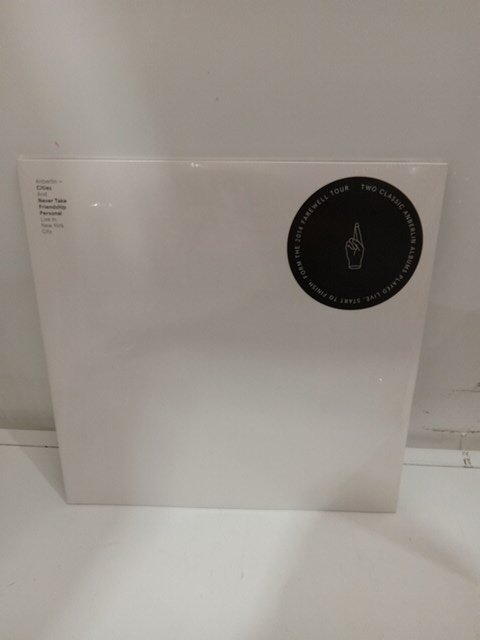 Anberlin —
Cities
And
Never Take
Friendship
Personal
Live In
New York
City
TWO CLASSIC ANBERLIN ALBUMS PLAYED LIVE. START TO FINISH. FORM THE 2014 FAREWELL TOUR